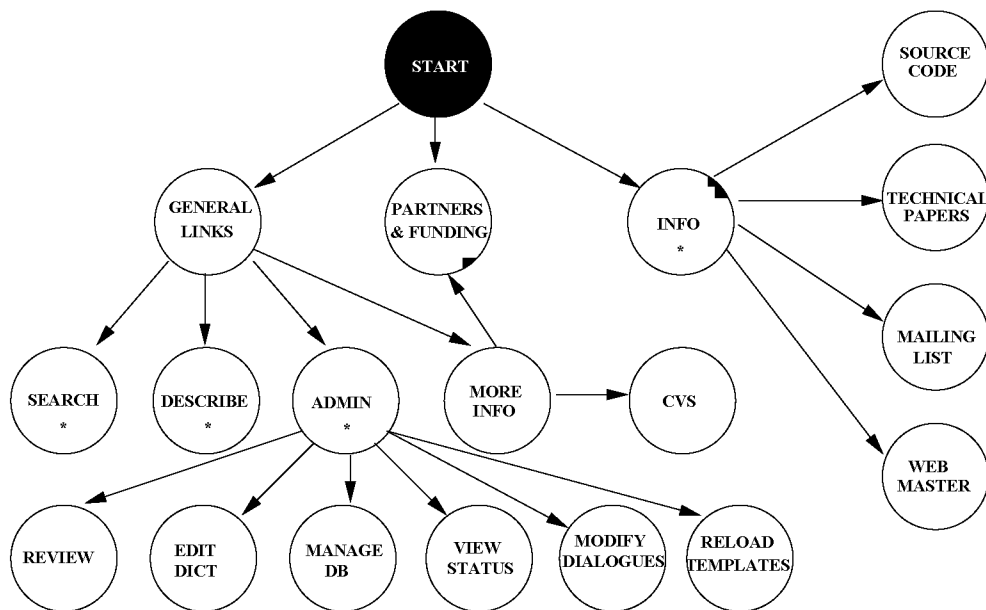 START
SOURCE
CODE
GENERAL
LINKS
PARTNERS
& FUNDING
INFO
*
TECHNICAL
PAPERS
MAILING
LIST
SEARCH
*
DESCRIBE
*
ADMIN
*
MORE
INFO
CVS
WEB
MASTER
REVIEW
EDIT
DICT
MANAGE
DB
VIEW
STATUS
MODIFY
DIALOGUES
RELOAD
TEMPLATES